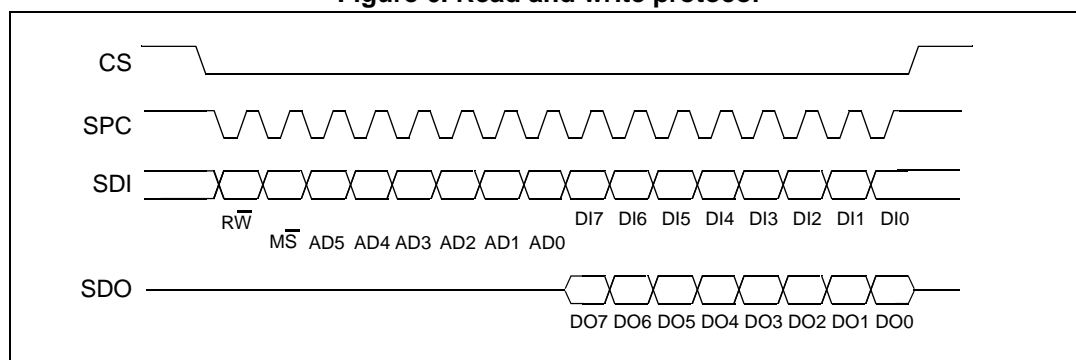 Figure 6. Read and write protocol
CS
SPC
SDI
RW̅
DI7 DI6 DI5 DI4 DI3 DI2 DI1 DI0
MS̅ AD5 AD4 AD3 AD2 AD1 AD0
SDO
DO7 DO6 DO5 DO4 DO3 DO2 DO1 DO0